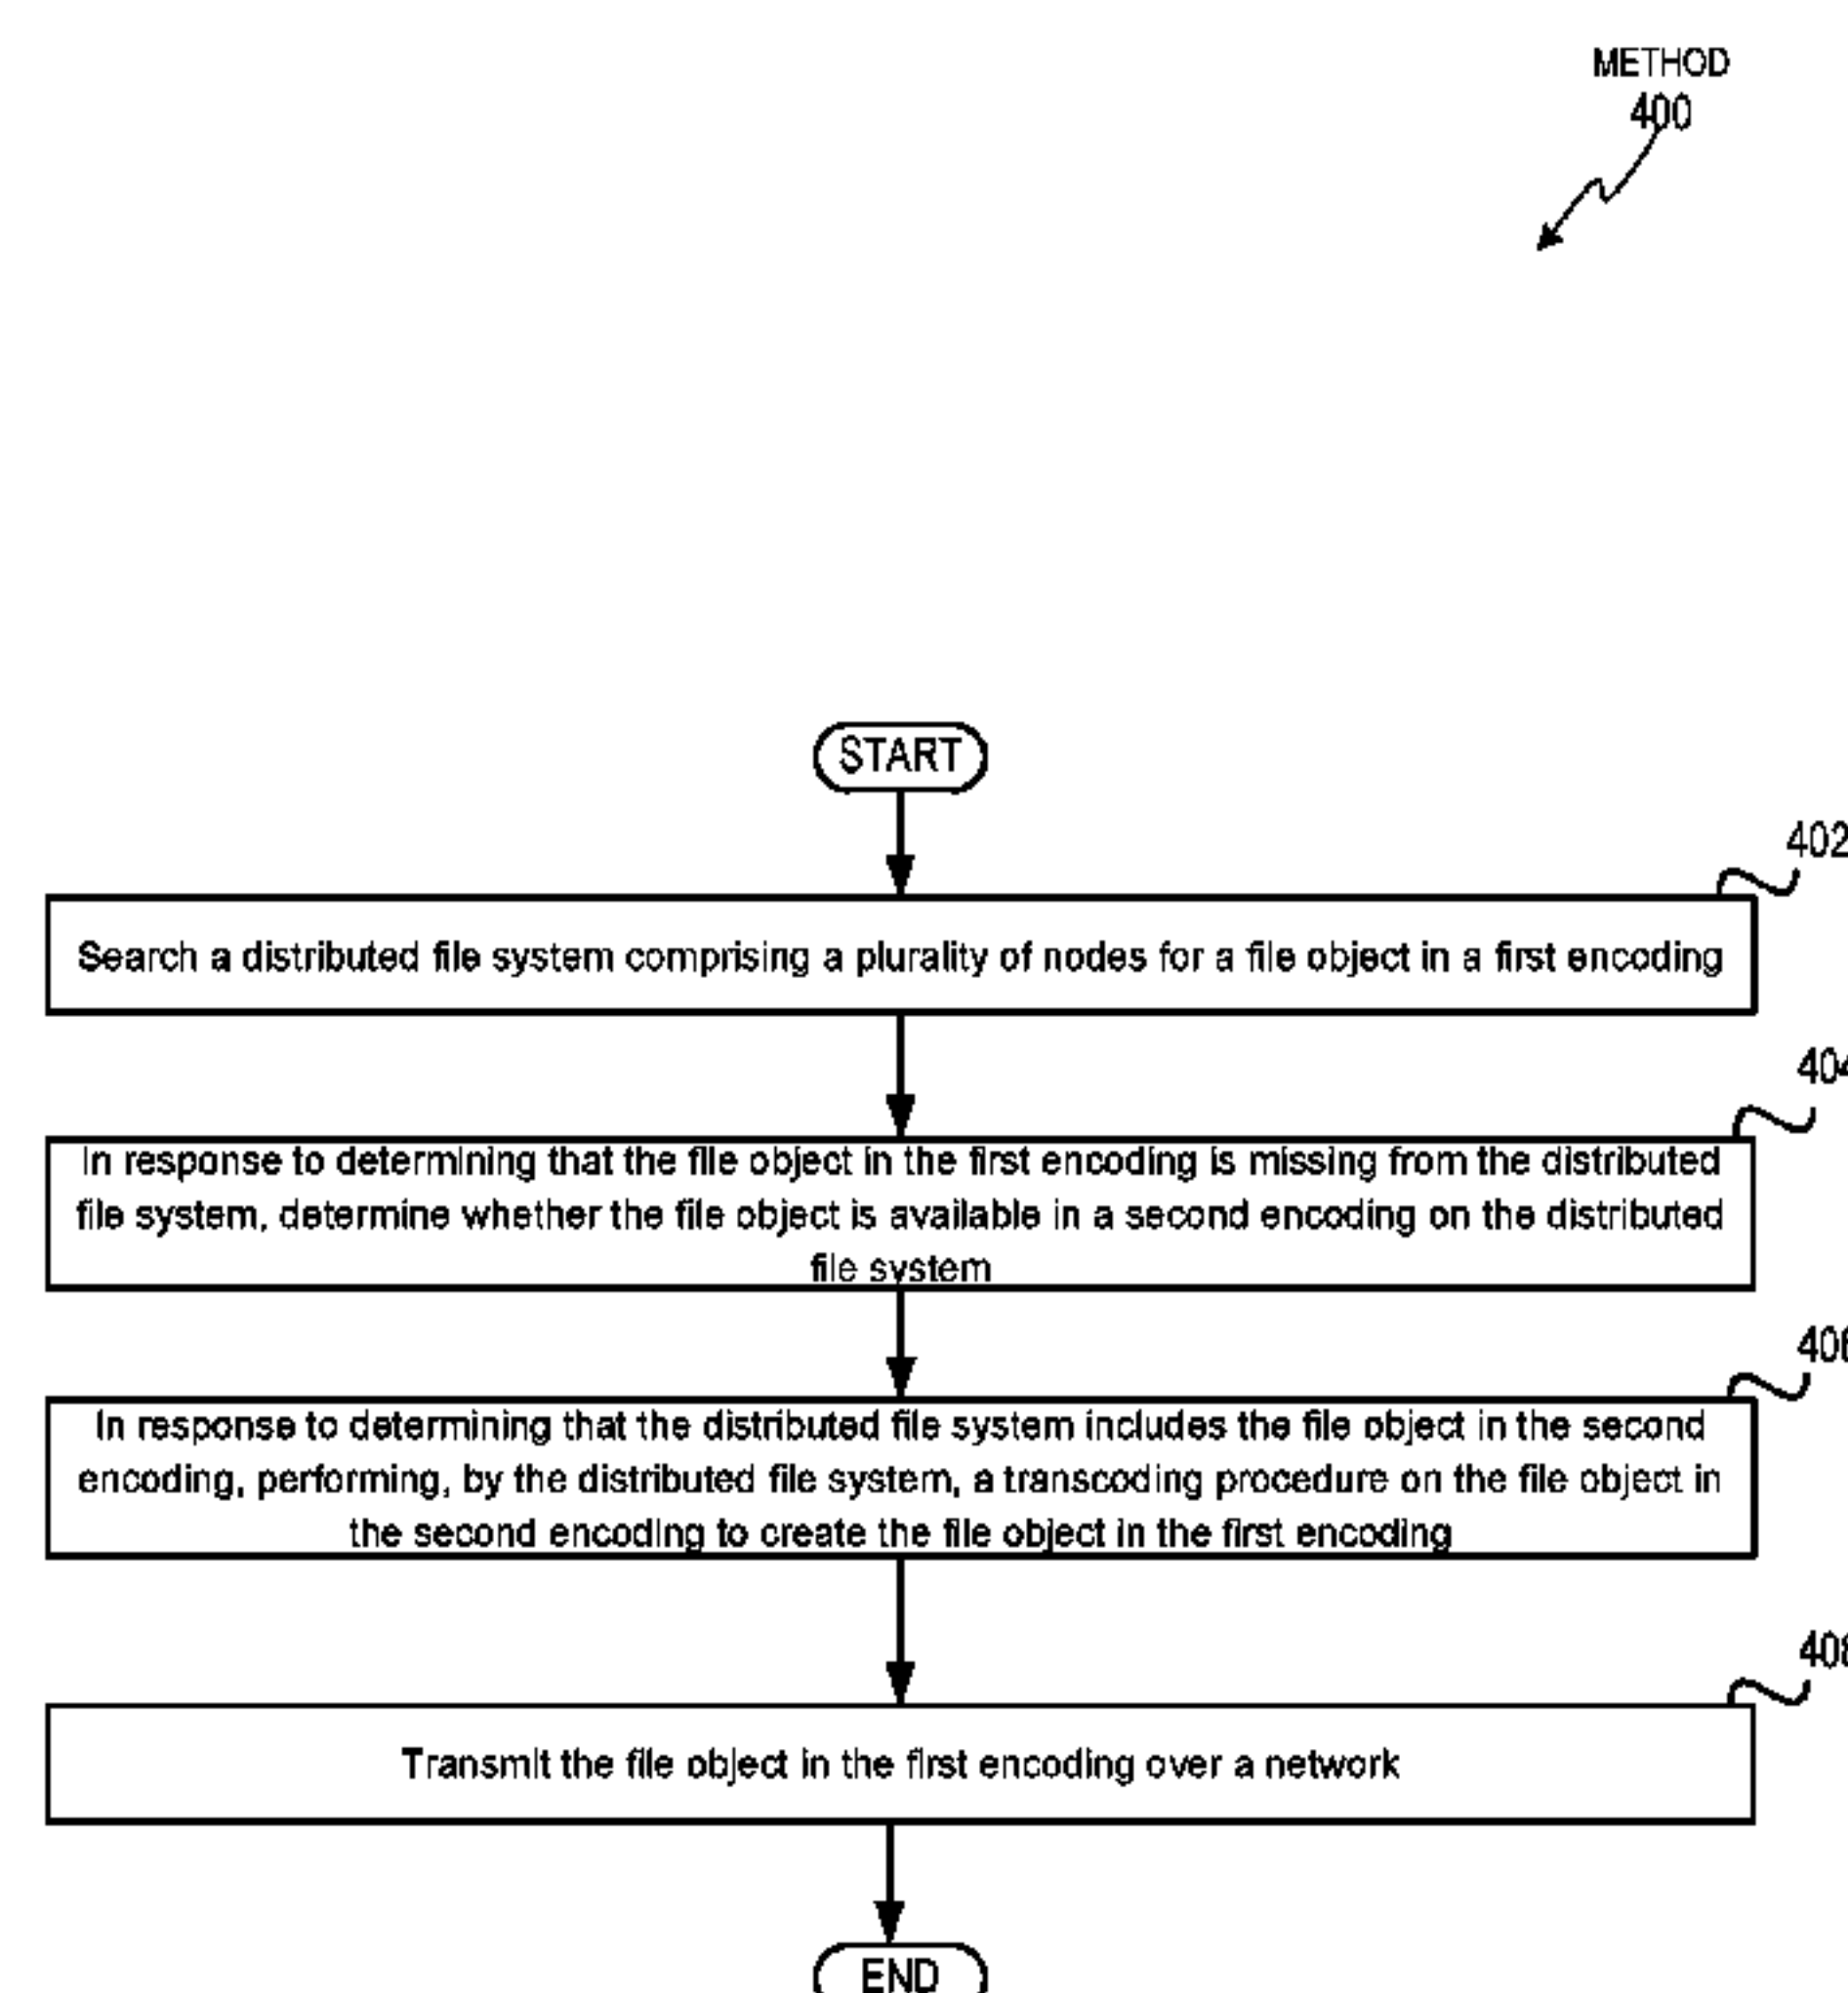 METHOD
400
START
402
Search a distributed file system comprising a plurality of nodes for a file object in a first encoding
404
In response to determining that the file object in the first encoding is missing from the distributed
file system, determine whether the file object is available in a second encoding on the distributed
file system
406
In response to determining that the distributed file system includes the file object in the second
encoding, performing, by the distributed file system, a transcoding procedure on the file object in
the second encoding to create the file object in the first encoding
408
Transmit the file object in the first encoding over a network
END